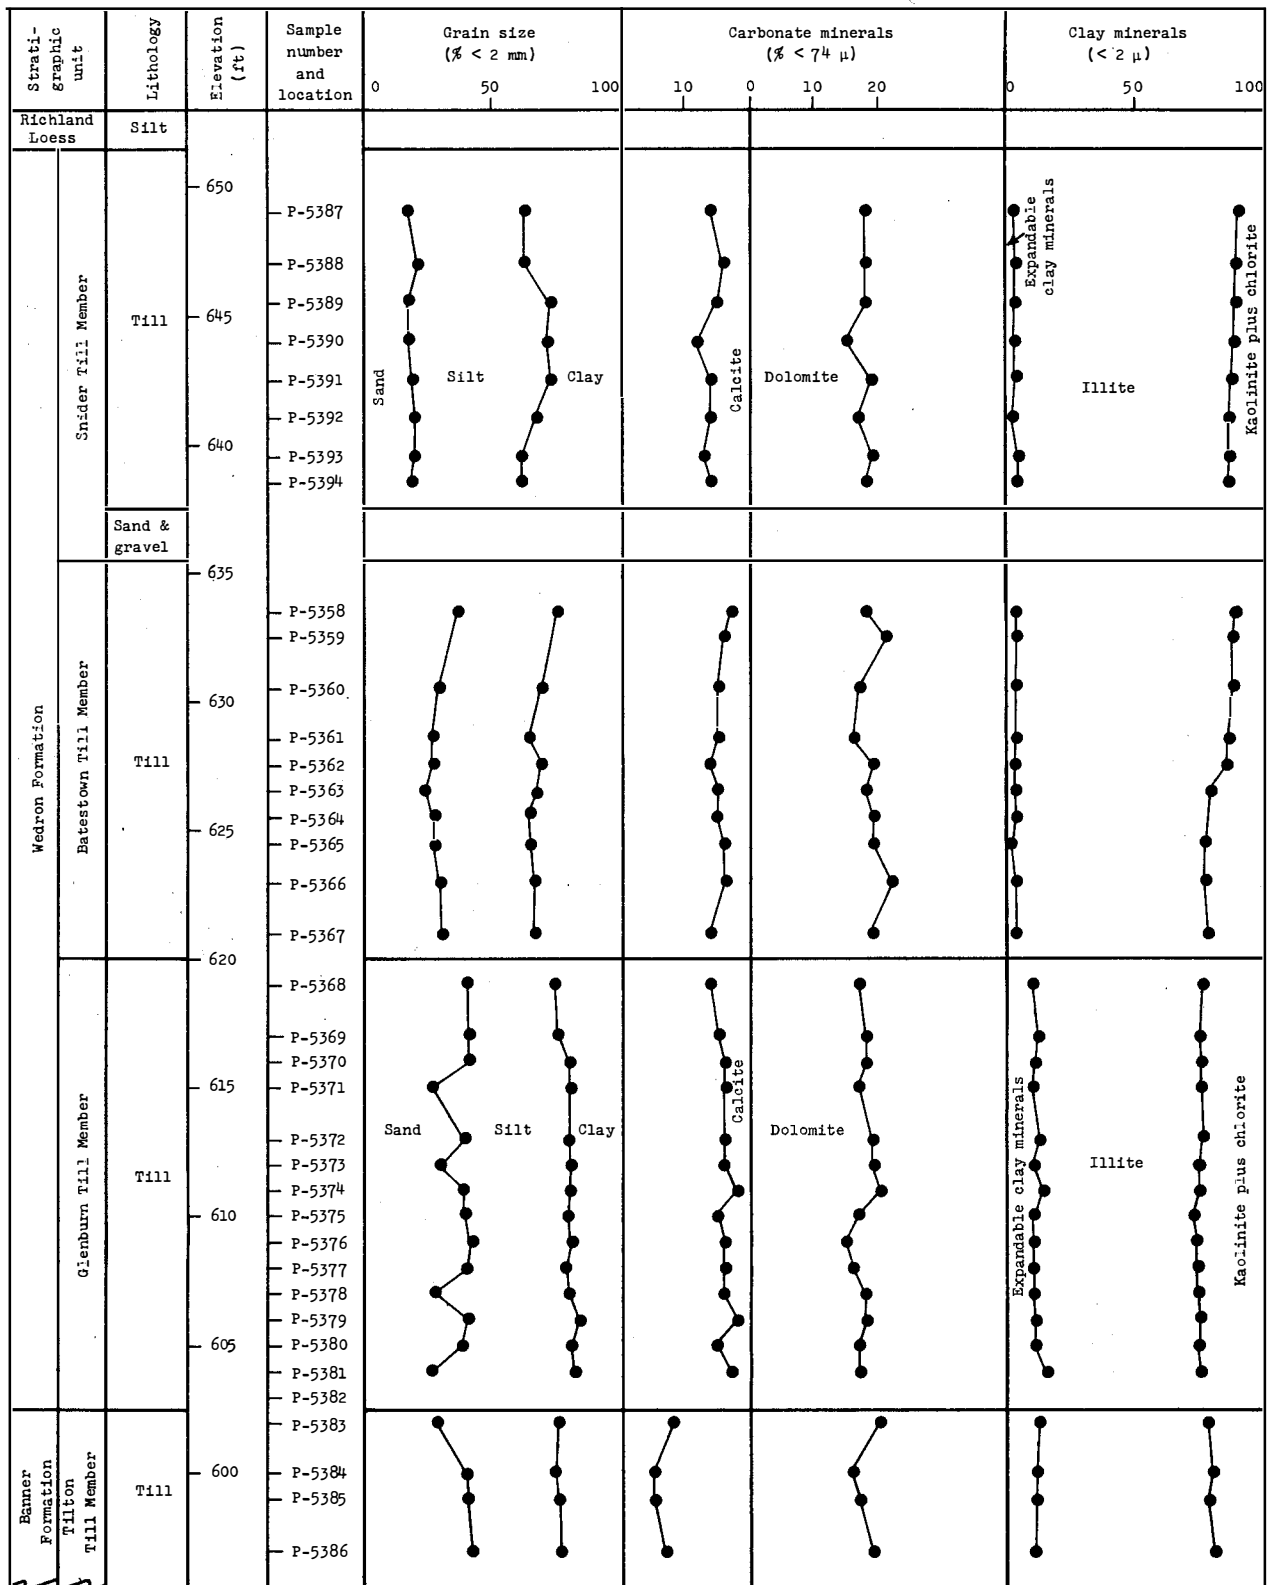 Strati-
graphic
unit
Lithology
Elevation
(ft)
Sample
number
and
location
Grain size
(% < 2 mm)
0 50 100
Carbonate minerals
(% < 74 μ)
10 0 10 20
Clay minerals
(< 2 μ)
0 50 100
Richland
Loess
Silt
Wedron Formation
Snider Till Member
Till
650
645
640
P-5387
P-5388
P-5389
P-5390
P-5391
P-5392
P-5393
P-5394
Sand
Silt
Clay
Calcite
Dolomite
Expandable
clay minerals
Illite
Kaolinite plus chlorite
Sand &
gravel
Batestown Till Member
Till
635
630
625
620
P-5358
P-5359
P-5360
P-5361
P-5362
P-5363
P-5364
P-5365
P-5366
P-5367
Glenburn Till Member
Till
615
610
605
P-5368
P-5369
P-5370
P-5371
P-5372
P-5373
P-5374
P-5375
P-5376
P-5377
P-5378
P-5379
P-5380
P-5381
P-5382
Sand
Silt
Clay
Calcite
Dolomite
Expandable clay minerals
Illite
Kaolinite plus chlorite
Banner
Formation
Tilton
Till Member
Till
600
P-5383
P-5384
P-5385
P-5386